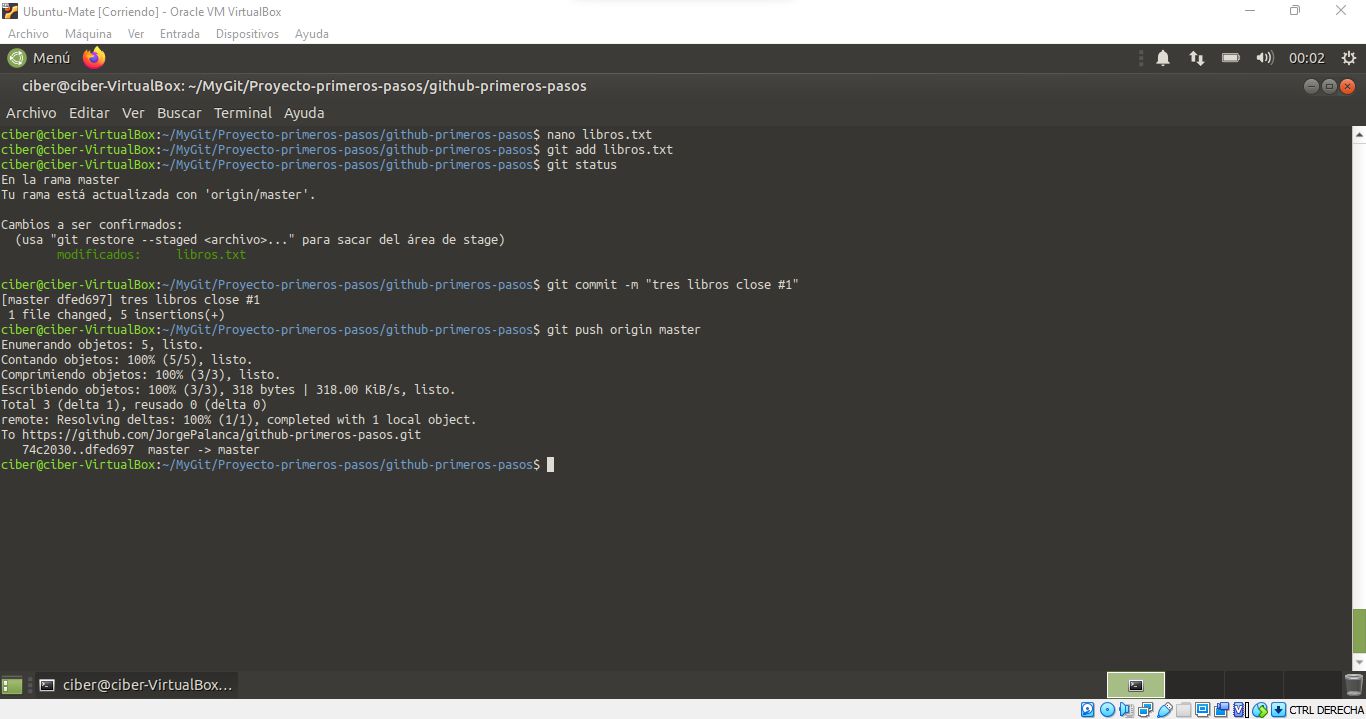 Ubuntu-Mate [Corriendo] - Oracle VM VirtualBox
Archivo Máquina Ver Entrada Dispositivos Ayuda
Menú 00:02
ciber@ciber-VirtualBox: ~/MyGit/Proyecto-primeros-pasos/github-primeros-pasos
Archivo Editar Ver Buscar Terminal Ayuda
ciber@ciber-VirtualBox:~/MyGit/Proyecto-primeros-pasos/github-primeros-pasos$ nano libros.txt
ciber@ciber-VirtualBox:~/MyGit/Proyecto-primeros-pasos/github-primeros-pasos$ git add libros.txt
ciber@ciber-VirtualBox:~/MyGit/Proyecto-primeros-pasos/github-primeros-pasos$ git status
En la rama master
Tu rama está actualizada con 'origin/master'.
Cambios a ser confirmados:
(usa "git restore --staged <archivo>..." para sacar del área de stage)
modificados: libros.txt
ciber@ciber-VirtualBox:~/MyGit/Proyecto-primeros-pasos/github-primeros-pasos$ git commit -m "tres libros close #1"
[master dfed697] tres libros close #1
1 file changed, 5 insertions(+)
ciber@ciber-VirtualBox:~/MyGit/Proyecto-primeros-pasos/github-primeros-pasos$ git push origin master
Enumerando objetos: 5, listo.
Contando objetos: 100% (5/5), listo.
Comprimiendo objetos: 100% (3/3), listo.
Escribiendo objetos: 100% (3/3), 318 bytes | 318.00 KiB/s, listo.
Total 3 (delta 1), reusado 0 (delta 0)
remote: Resolving deltas: 100% (1/1), completed with 1 local object.
To https://github.com/JorgePalanca/github-primeros-pasos.git
74c2030..dfed697 master -> master
ciber@ciber-VirtualBox:~/MyGit/Proyecto-primeros-pasos/github-primeros-pasos$
ciber@ciber-VirtualBox...
CTRL DERECHA